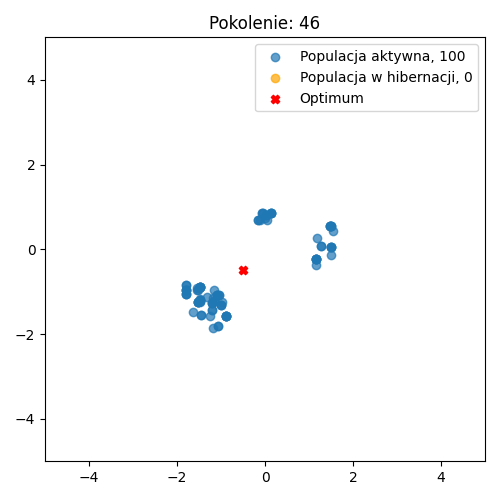 Pokolenie: 46
Populacja aktywna, 100
Populacja w hibernacji, 0
Optimum
4
2
0
−2
−4
−4 −2 0 2 4